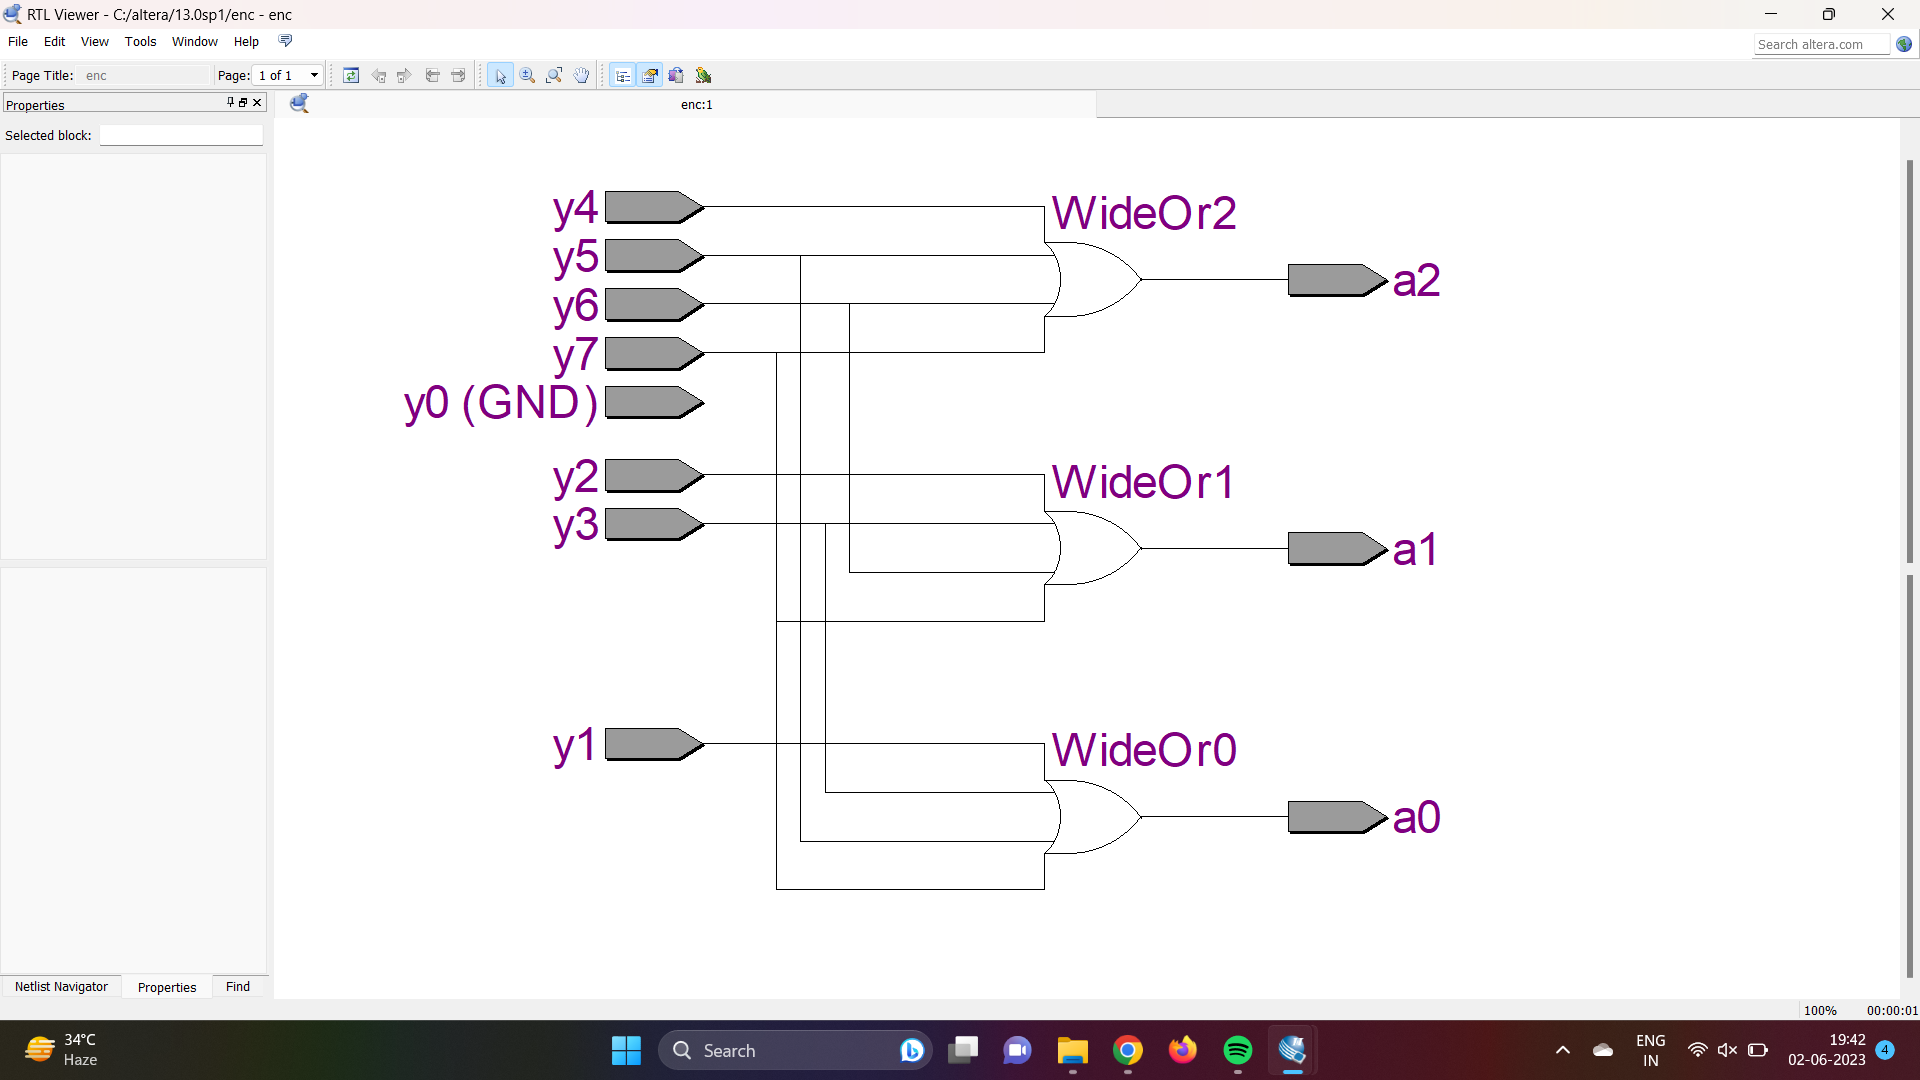 RTL Viewer - C:/altera/13.0sp1/enc - enc
File Edit View Tools Window Help
Search altera.com
Page Title: enc Page: 1 of 1
Properties
enc:1
Selected block:
y4
WideOr2
y5
a2
y6
y7
y0 (GND)
y2
WideOr1
y3
a1
y1
WideOr0
a0
Netlist Navigator Properties Find
100% 00:00:01
34°C
Haze
Search
ENG
IN
19:42
02-06-2023
4